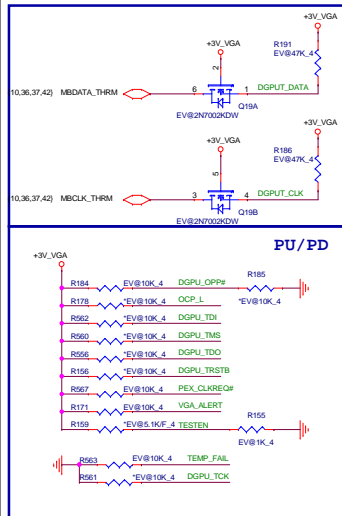 +3V_VGA
+3V_VGA
R191
EV@47K_4
2
10,36,37,42) MBDATA_THRM 6 1 DGPUT_DATA
Q19A
EV@2N7002KDW
+3V_VGA
+3V_VGA
R186
EV@47K_4
5
10,36,37,42) MBCLK_THRM 3 4 DGPUT_CLK
Q19B
EV@2N7002KDW
PU/PD
+3V_VGA
R184 EV@10K_4 DGPU_OPP# R185
*EV@10K_4
R178 *EV@10K_4 OCP_L
R562 *EV@10K_4 DGPU_TDI
R560 *EV@10K_4 DGPU_TMS
R556 *EV@10K_4 DGPU_TDO
R156 *EV@10K_4 DGPU_TRSTB
R567 EV@10K_4 PEX_CLKREQ#
R171 EV@10K_4 VGA_ALERT
R159 *EV@5.1K/F_4 TESTEN R155
EV@1K_4
R563 EV@10K_4 TEMP_FAIL
R561 *EV@10K_4 DGPU_TCK